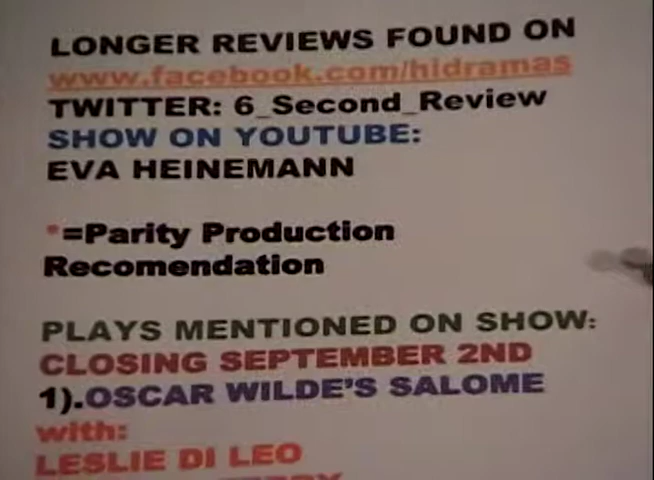 LONGER REVIEWS FOUND ON
www.facebook.com/hidramas
TWITTER: 6_Second_Review
SHOW ON YOUTUBE:
EVA HEINEMANN
*=Parity Production
Recomendation
PLAYS MENTIONED ON SHOW:
CLOSING SEPTEMBER 2ND
1).OSCAR WILDE'S SALOME
with:
LESLIE DI LEO